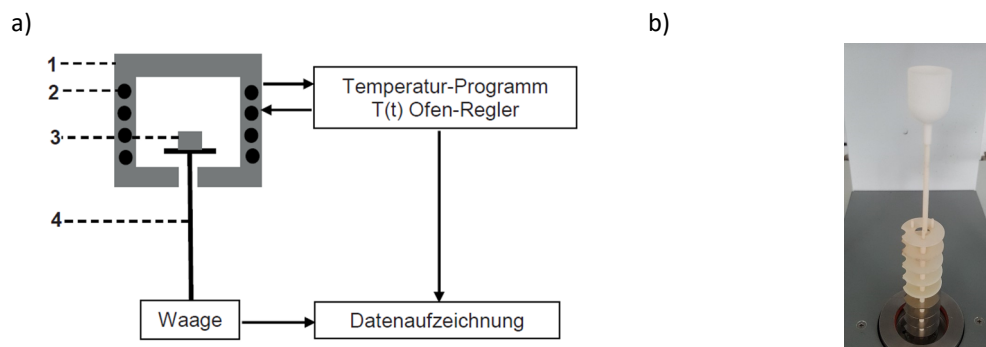 a)
b)
1
2
3
4
Temperatur-Programm
T(t) Ofen-Regler
Waage
Datenaufzeichnung